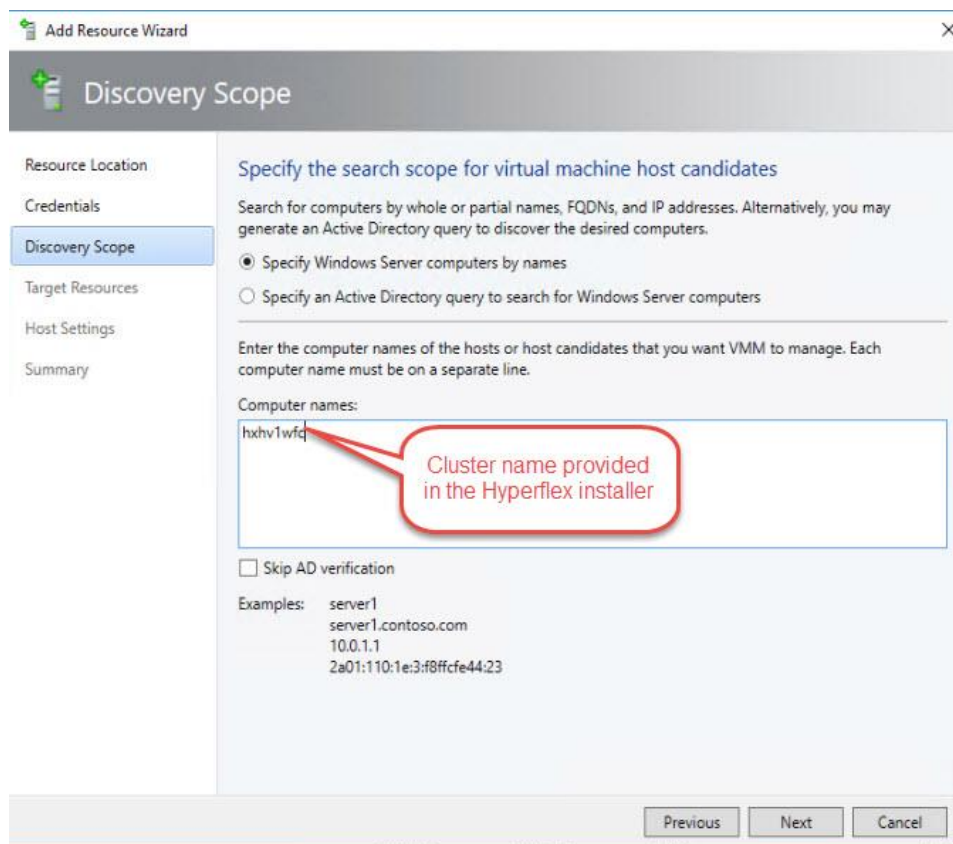 Add Resource Wizard
Discovery Scope
Resource Location
Credentials
Discovery Scope
Target Resources
Host Settings
Summary
Specify the search scope for virtual machine host candidates
Search for computers by whole or partial names, FQDNs, and IP addresses. Alternatively, you may
generate an Active Directory query to discover the desired computers.
Specify Windows Server computers by names
Specify an Active Directory query to search for Windows Server computers
Enter the computer names of the hosts or host candidates that you want VMM to manage. Each
computer name must be on a separate line.
Computer names:
hxhv1wfc
Cluster name provided
in the Hyperflex installer
Skip AD verification
Examples: server1
server1.contoso.com
10.0.1.1
2a01:110:1e:3:f8ffcfe44:23
Previous Next Cancel